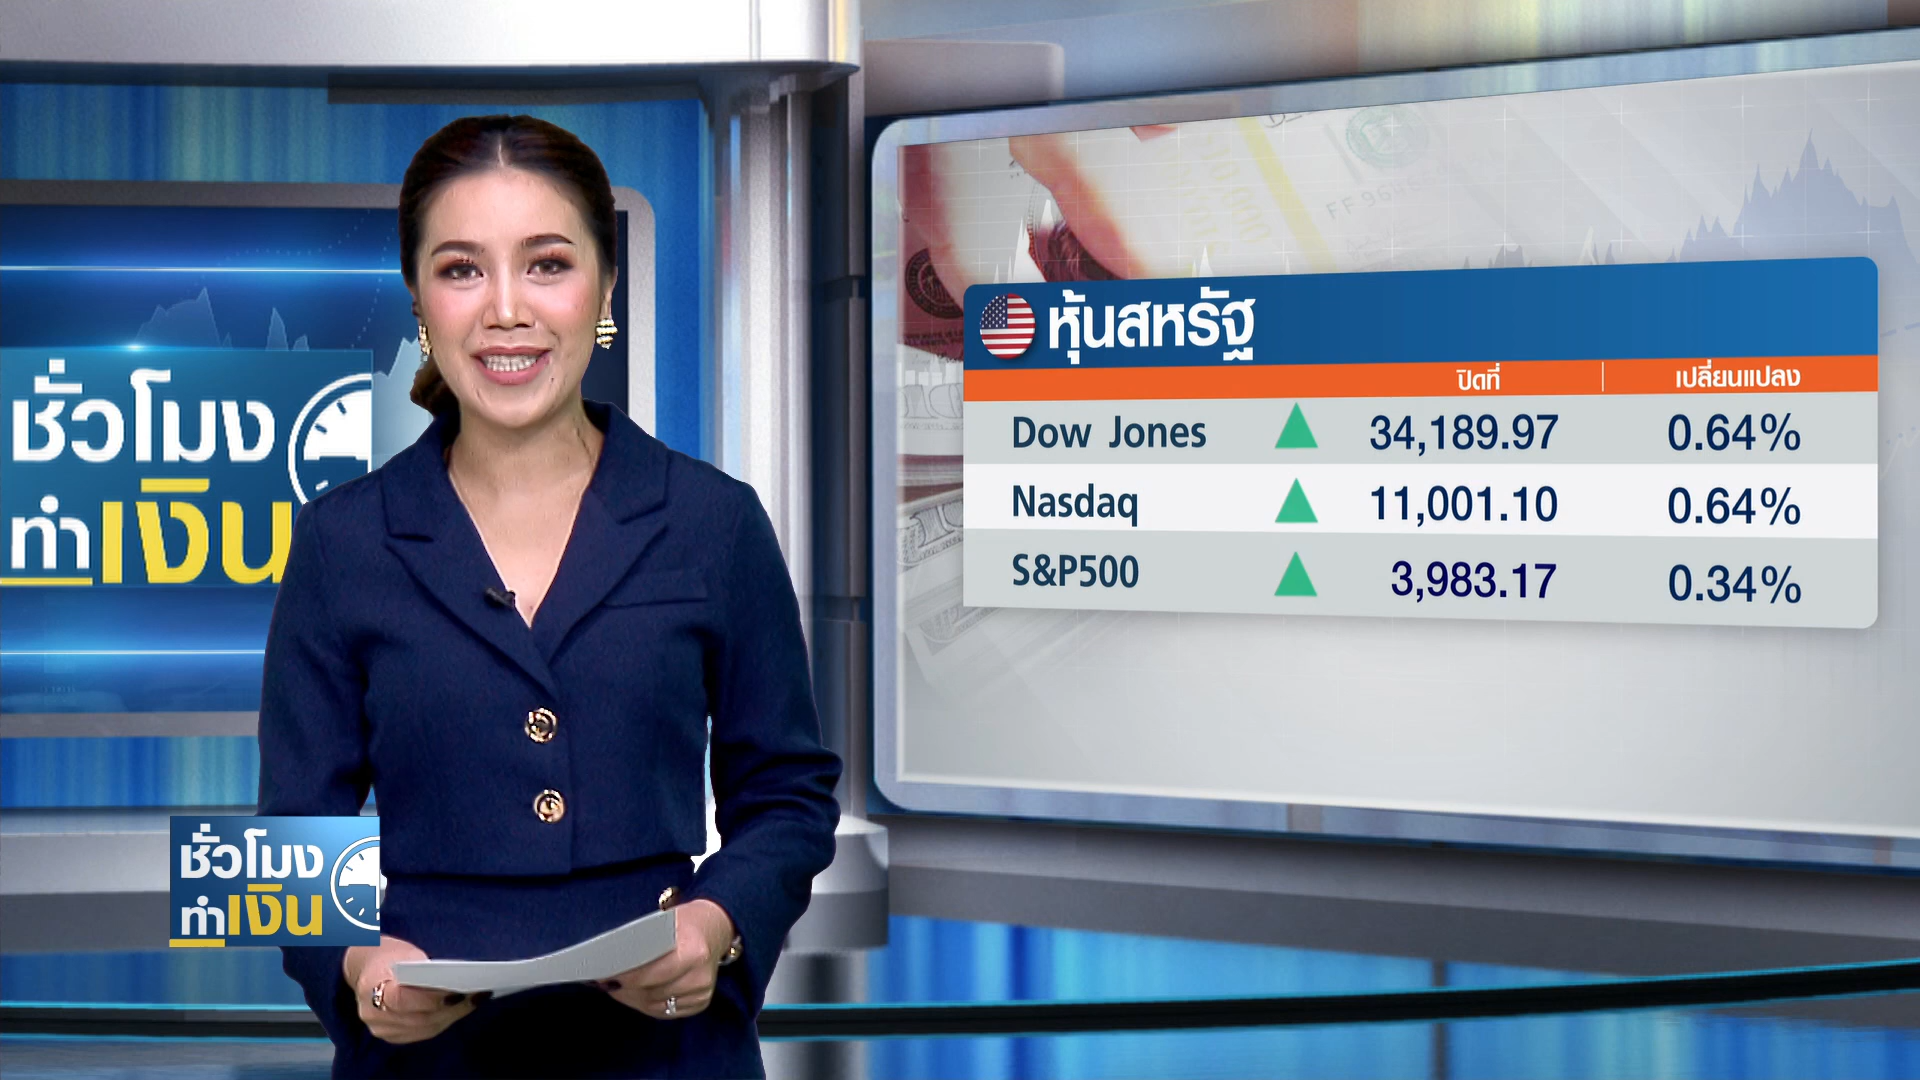 ชั่วโมง
ทำเงิน
หุ้นสหรัฐ
ปิดที่ เปลี่ยนแปลง
Dow Jones 34,189.97 0.64%
Nasdaq 11,001.10 0.64%
S&P500 3,983.17 0.34%
ชั่วโมง
ทำเงิน